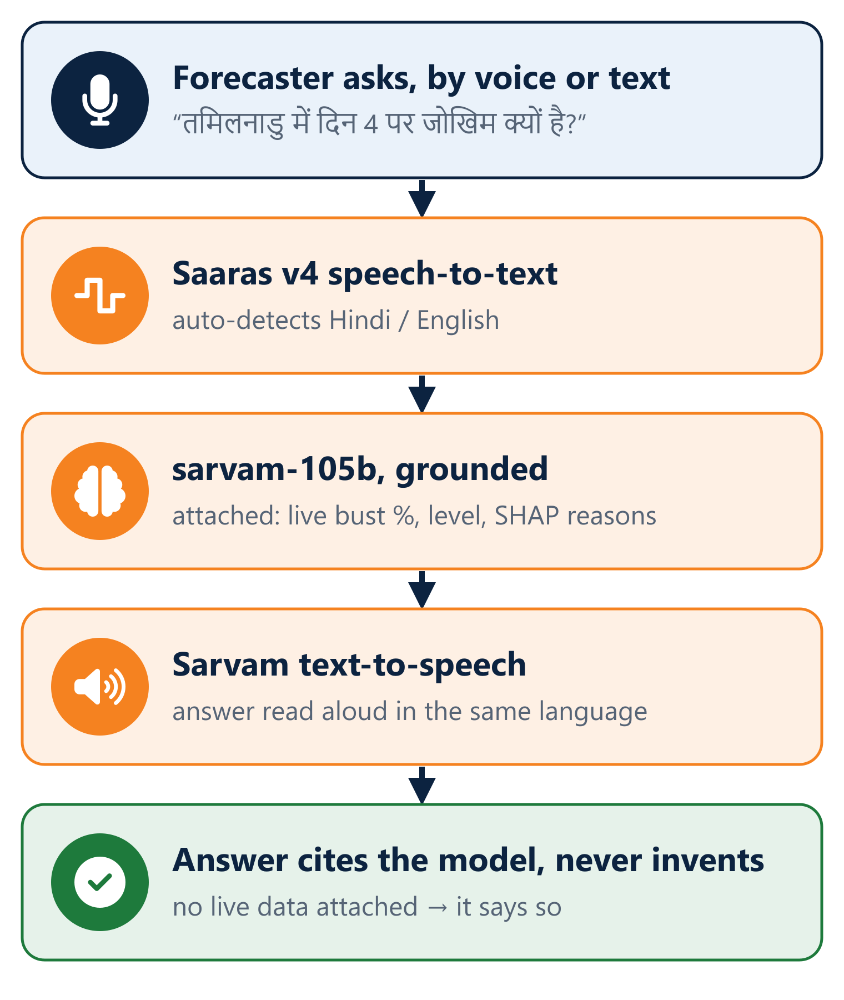 Forecaster asks, by voice or text
“तमिलनाडु में दिन 4 पर जोखिम क्यों है?”
Saaras v4 speech-to-text
auto-detects Hindi / English
sarvam-105b, grounded
attached: live bust %, level, SHAP reasons
Sarvam text-to-speech
answer read aloud in the same language
Answer cites the model, never invents
no live data attached → it says so